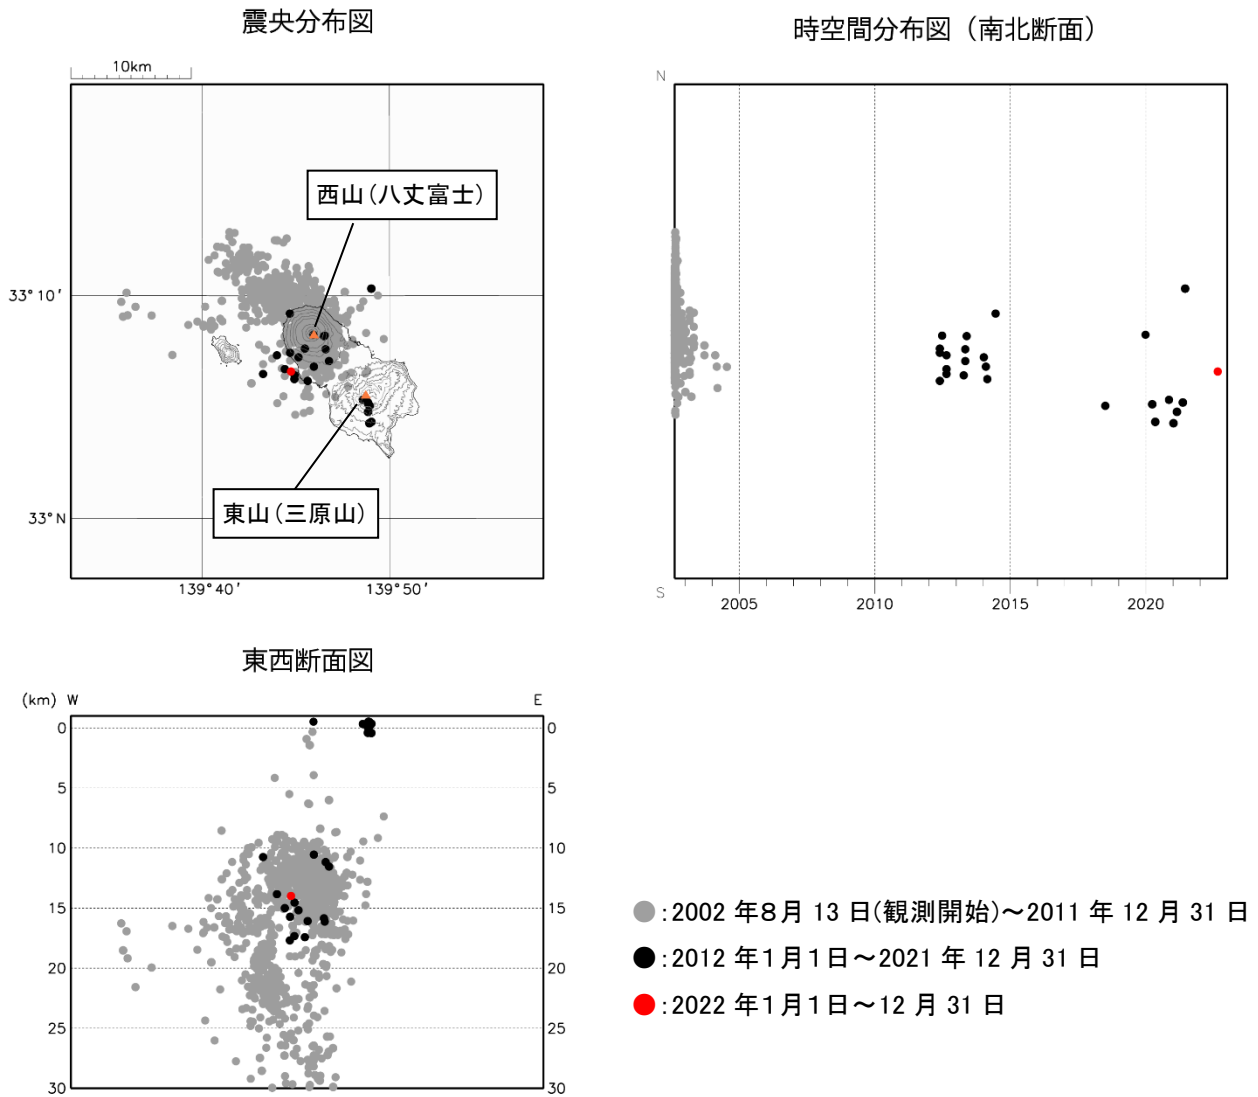 震央分布図
時空間分布図（南北断面）
10km
N
西山（八丈富士）
33°10′
東山（三原山）
33°N
139°40′
139°50′
S
2005
2010
2015
2020
東西断面図
(km) W
E
0
0
5
5
10
10
15
15
20
20
25
25
30
30
：2002 年８月 13 日(観測開始)～2011 年 12 月 31 日
：2012 年１月１日～2021 年 12 月 31 日
：2022 年１月１日～12 月 31 日